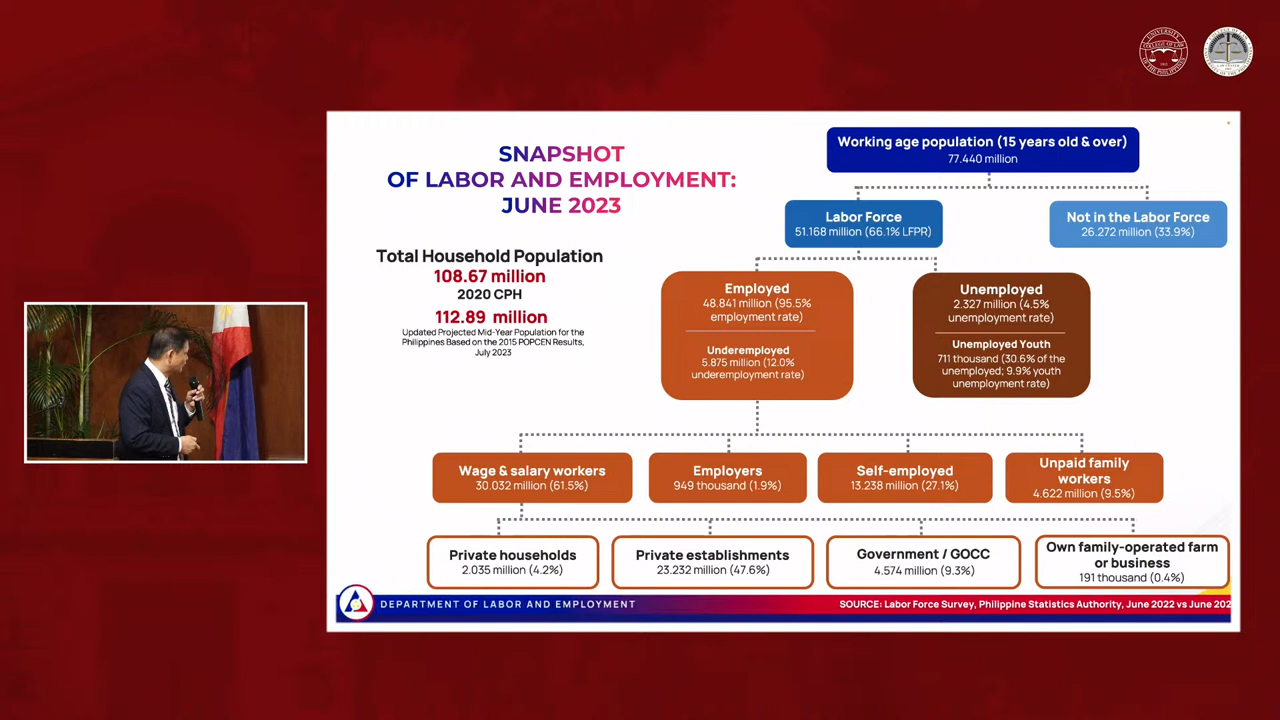 SNAPSHOT
OF LABOR AND EMPLOYMENT:
JUNE 2023
Total Household Population
108.67 million
2020 CPH
112.89 million
Updated Projected Mid-Year Population for the
Philippines Based on the 2015 POPCEN Results,
July 2023
Working age population (15 years old & over)
77.440 million
Labor Force
51.168 million (66.1% LFPR)
Not in the Labor Force
26.272 million (33.9%)
Employed
48.841 million (95.5%
employment rate)
Underemployed
5.875 million (12.0%
underemployment rate)
Unemployed
2.327 million (4.5%
unemployment rate)
Unemployed Youth
711 thousand (30.6% of the
unemployed; 9.9% youth
unemployment rate)
Wage & salary workers
30.032 million (61.5%)
Employers
949 thousand (1.9%)
Self-employed
13.238 million (27.1%)
Unpaid family
workers
4.622 million (9.5%)
Private households
2.035 million (4.2%)
Private establishments
23.232 million (47.6%)
Government / GOCC
4.574 million (9.3%)
Own family-operated farm
or business
191 thousand (0.4%)
DEPARTMENT OF LABOR AND EMPLOYMENT
SOURCE: Labor Force Survey, Philippine Statistics Authority, June 2022 vs June 202